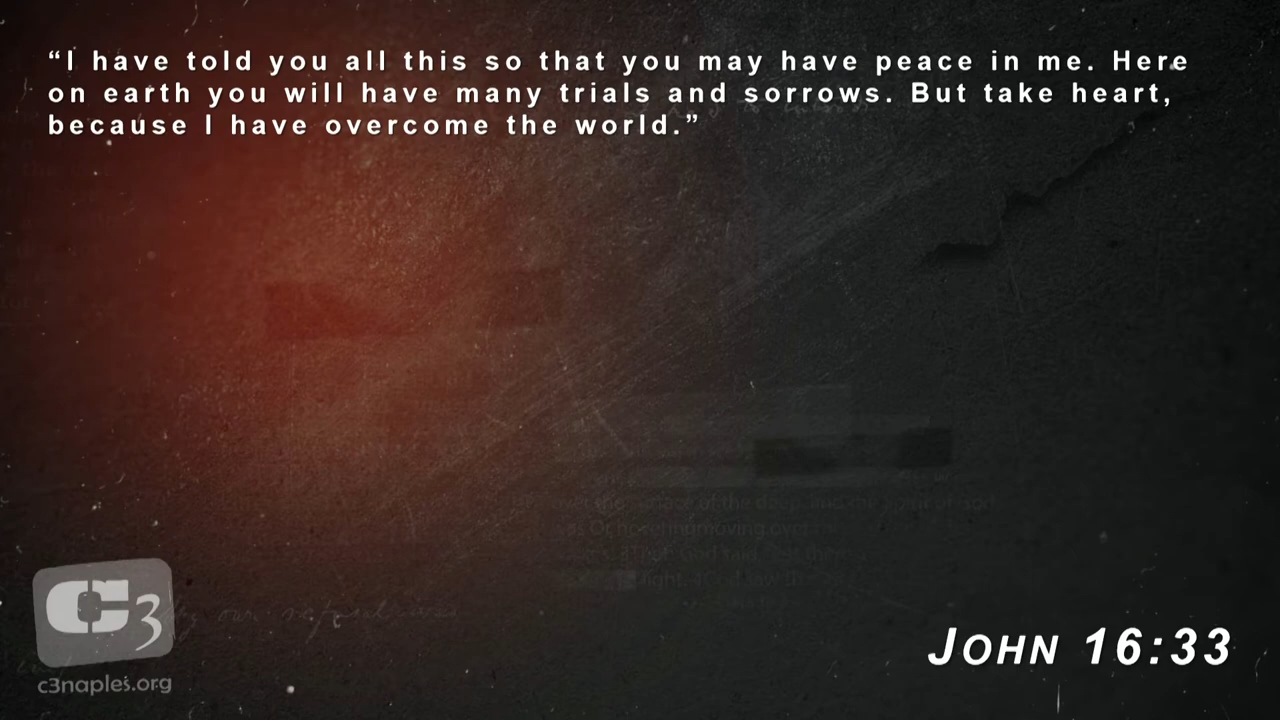 “I have told you all this so that you may have peace in me. Here
on earth you will have many trials and sorrows. But take heart,
because I have overcome the world.”
C3
c3naples.org
John 16:33